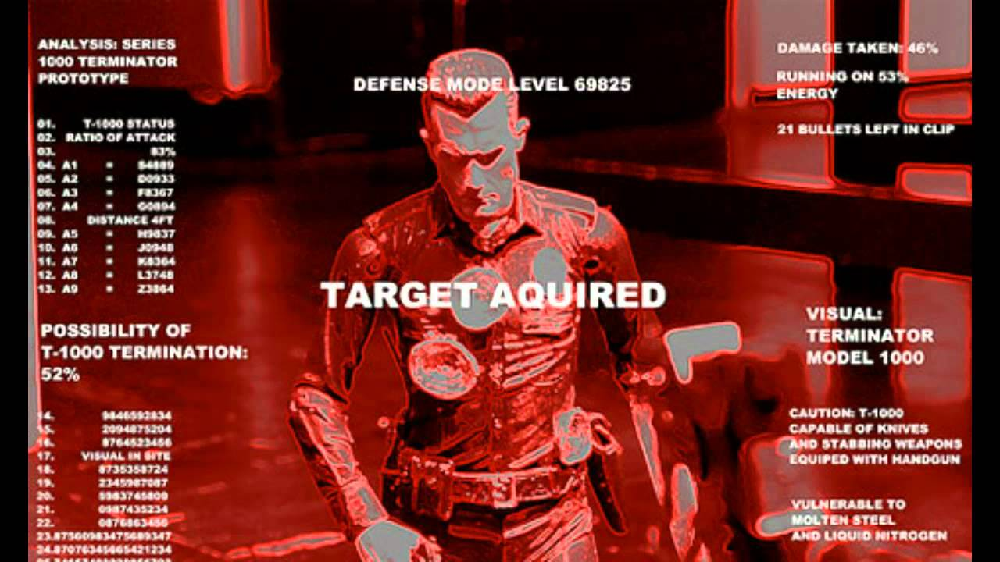 ANALYSIS: SERIES
1000 TERMINATOR
PROTOTYPE
01. T-1000 STATUS
02. RATIO OF ATTACK
03. 83%
04. A1 = S4889
05. A2 = D0933
06. A3 = F8367
07. A4 = G0894
08. DISTANCE 4FT
09. A5 = H9837
10. A6 = J0948
11. A7 = K8364
12. A8 = L3748
13. A9 = Z3864
POSSIBILITY OF
T-1000 TERMINATION:
52%
14. 9846592834
15. 2094875204
16. 8764523456
17. VISUAL IN SITE
18. 8735358724
19. 2345987087
20. 5983745809
21. 0987435234
22. 0876863456
23.87560983475689347
24.87076345665421234
DEFENSE MODE LEVEL 69825
TARGET AQUIRED
DAMAGE TAKEN: 46%
RUNNING ON 53%
ENERGY
21 BULLETS LEFT IN CLIP
VISUAL:
TERMINATOR
MODEL 1000
CAUTION: T-1000
CAPABLE OF KNIVES
AND STABBING WEAPONS
EQUIPED WITH HANDGUN
VULNERABLE TO
MOLTEN STEEL
AND LIQUID NITROGEN